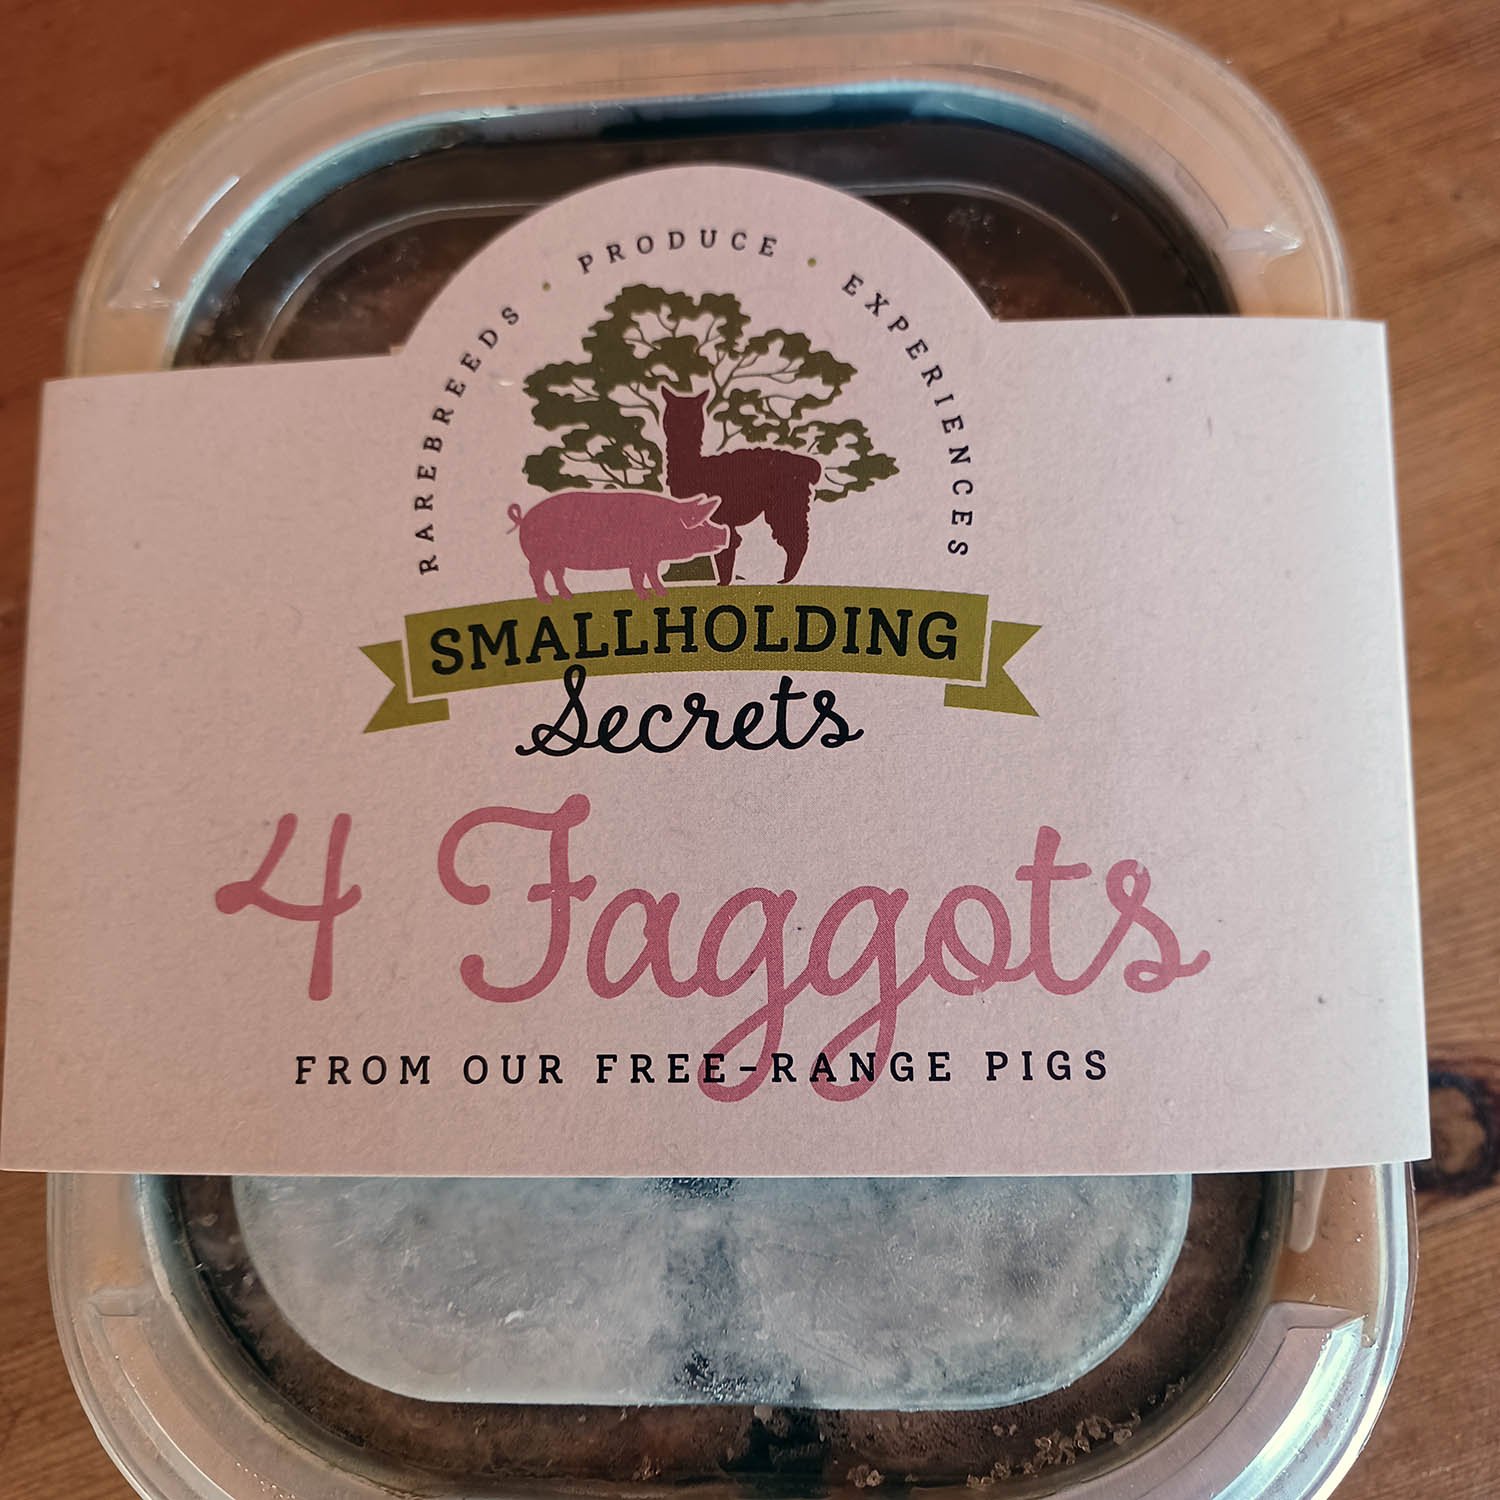 RAREBREEDS · PRODUCE · EXPERIENCES
SMALLHOLDING
Secrets
4 Faggots
FROM OUR FREE-RANGE PIGS